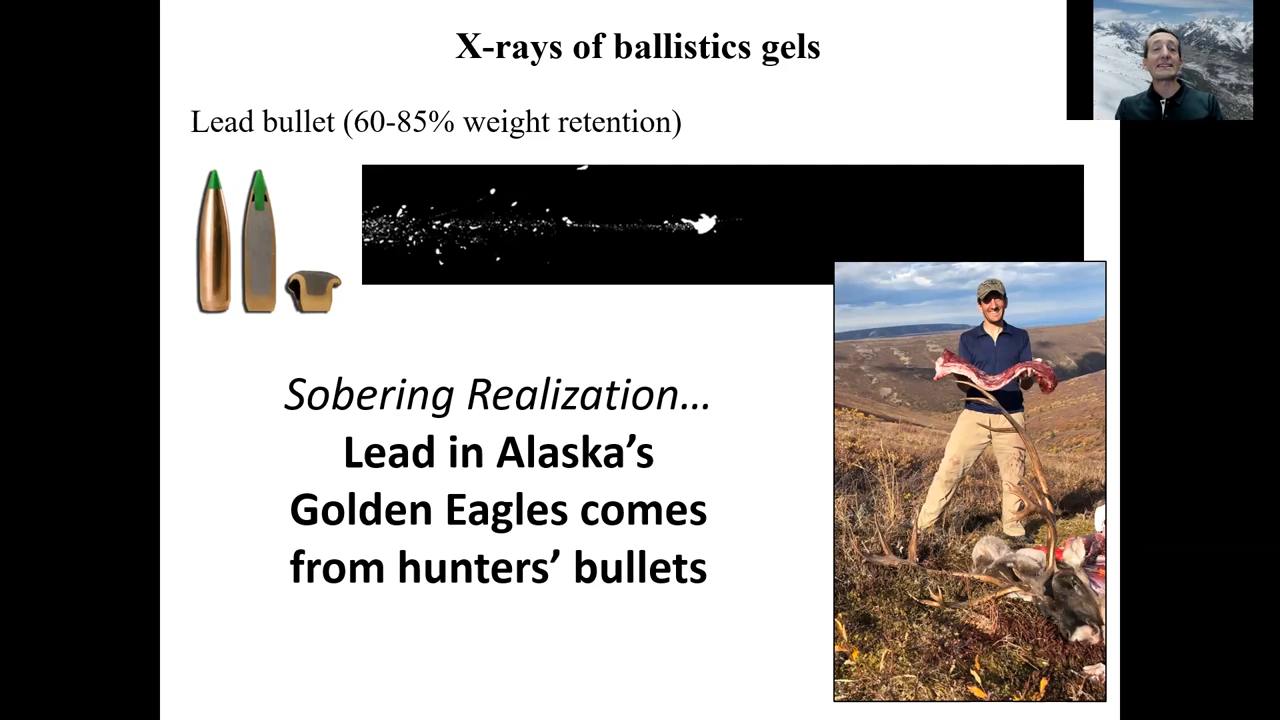 X-rays of ballistics gels
Lead bullet (60-85% weight retention)
Sobering Realization…
Lead in Alaska’s
Golden Eagles comes
from hunters’ bullets